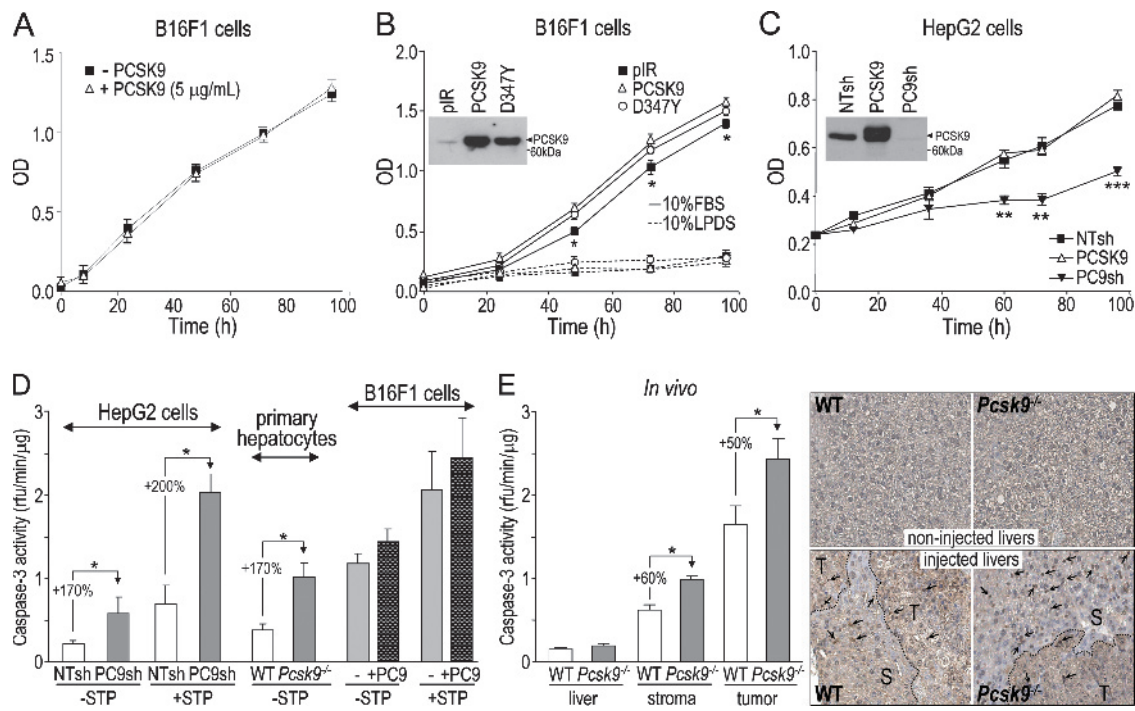 A
B16F1 cells
- PCSK9
+ PCSK9 (5 µg/mL)
OD
1.5
1.0
0.5
0.0
0 20 40 60 80 100
Time (h)
B
B16F1 cells
pIR
PCSK9
D347Y
PCSK9
60kDa
pIR
PCSK9
D347Y
* * *
10%FBS
10%LPDS
OD
2.0
1.5
1.0
0.5
0.0
0 20 40 60 80 100
Time (h)
C
HepG2 cells
NTsh
PCSK9
PC9sh
PCSK9
60kDa
** ** ***
NTsh
PCSK9
PC9sh
OD
1.0
0.8
0.6
0.4
0.2
0.0
0 20 40 60 80 100
Time (h)
D
HepG2 cells
primary
hepatocytes
B16F1 cells
Caspase-3 activity (rfu/min/µg)
3
2
1
0
+170%
*
+200%
*
+170%
*
NTsh PC9sh NTsh PC9sh WT Pcsk9-/- - +PC9 - +PC9
-STP +STP -STP -STP +STP
E
In vivo
Caspase-3 activity (rfu/min/µg)
3
2
1
0
+60%
*
+50%
*
WT Pcsk9-/- WT Pcsk9-/- WT Pcsk9-/-
liver stroma tumor
WT Pcsk9-/-
non-injected livers
injected livers
T T S
WT
S T
Pcsk9-/-